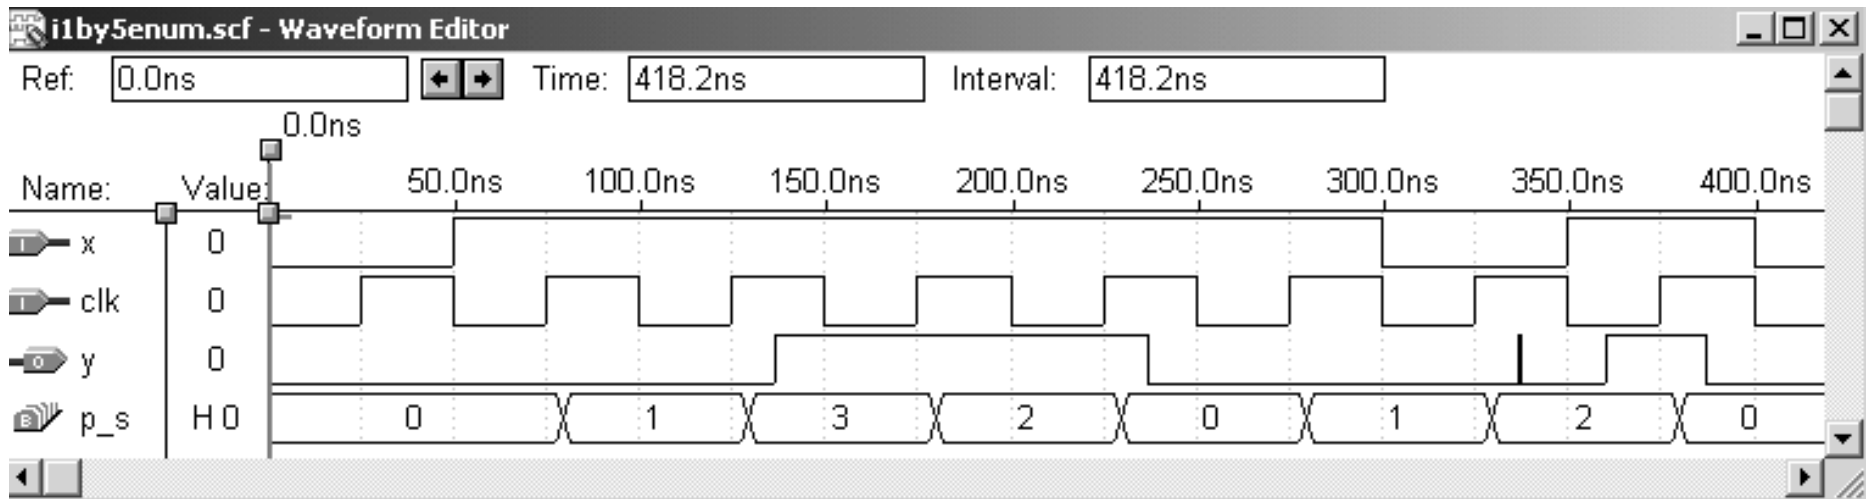 i1by5enum.scf - Waveform Editor
Ref: 0.0ns Time: 418.2ns Interval: 418.2ns
0.0ns
Name: Value: 50.0ns 100.0ns 150.0ns 200.0ns 250.0ns 300.0ns 350.0ns 400.0ns
I x 0
I clk 0
O y 0
B p_s H 0 0 1 3 2 0 1 2 0